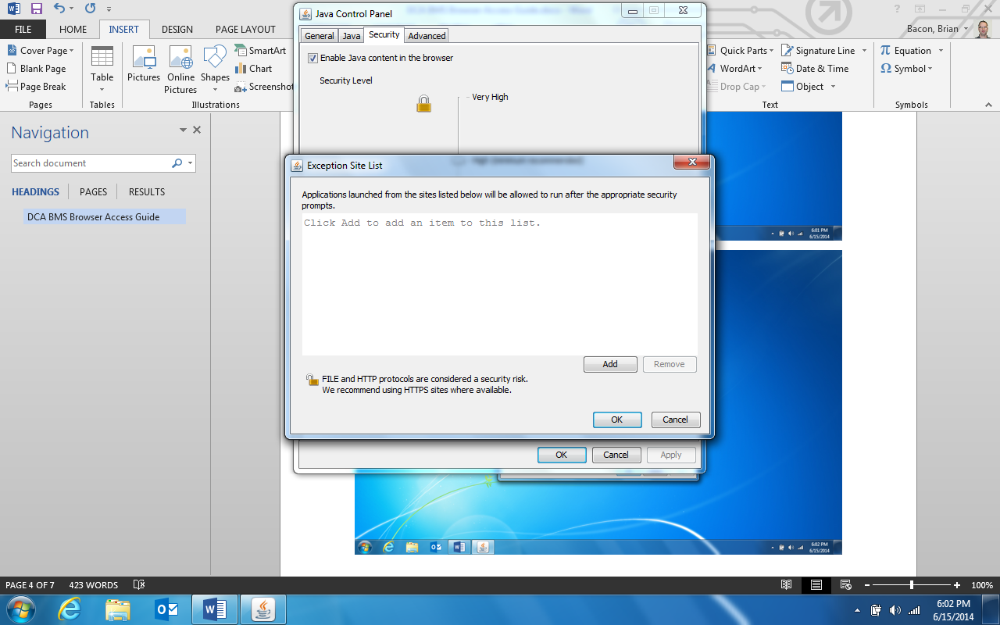 Java Control Panel
FILE
HOME
INSERT
DESIGN
PAGE LAYOUT
Bacon, Brian
Cover Page
Blank Page
Page Break
Pages
Table
Tables
Pictures
Online Pictures
Shapes
SmartArt
Chart
Screenshot
Illustrations
General
Java
Security
Advanced
Enable Java content in the browser
Security Level
Very High
Quick Parts
WordArt
Drop Cap
Signature Line
Date & Time
Object
Text
Equation
Symbol
Symbols
Navigation
Search document
HEADINGS
PAGES
RESULTS
DCA BMS Browser Access Guide
Exception Site List
Applications launched from the sites listed below will be allowed to run after the appropriate security
prompts.
Click Add to add an item to this list.
Add
Remove
FILE and HTTP protocols are considered a security risk.
We recommend using HTTPS sites where available.
OK
Cancel
OK
Cancel
Apply
6:01 PM
6/15/2014
6:02 PM
6/15/2014
PAGE 4 OF 7
423 WORDS
100%
6:02 PM
6/15/2014